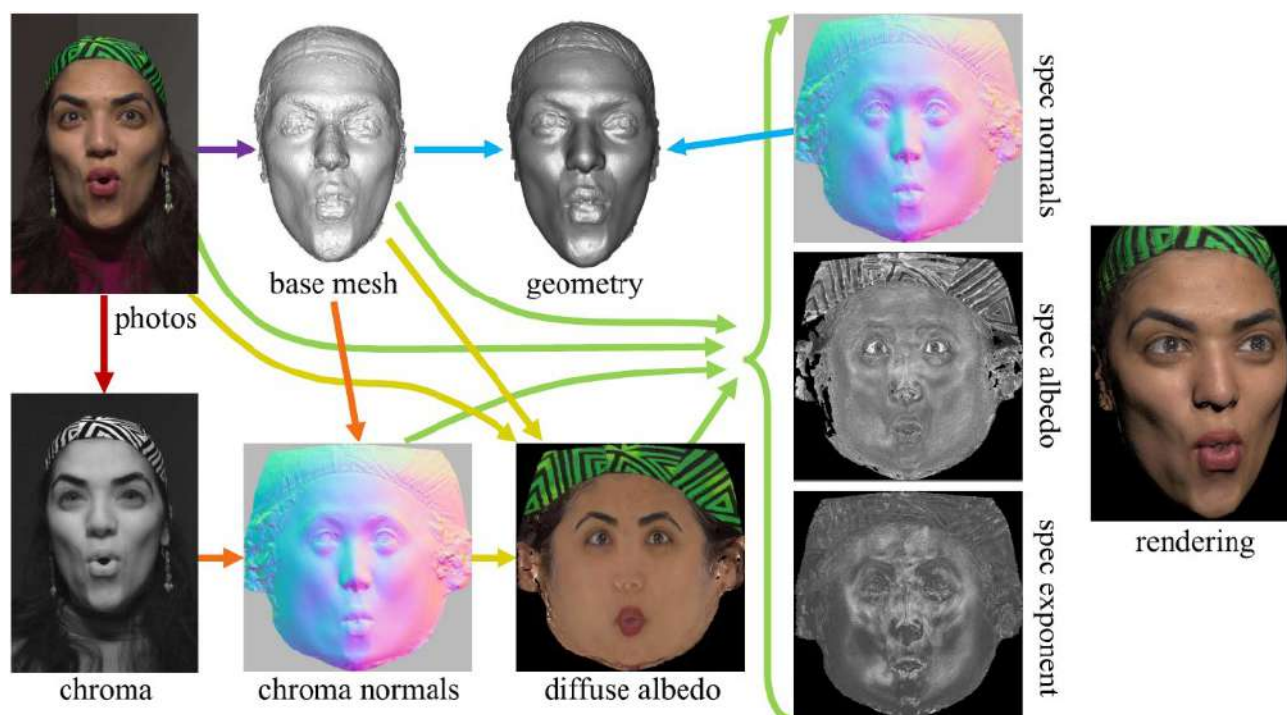 photos
base mesh
geometry
spec normals
chroma
chroma normals
diffuse albedo
spec albedo
spec exponent
rendering